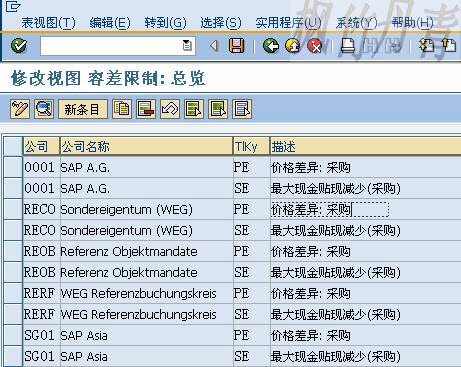 表视图(T) 编辑(E) 转到(G) 选择(S) 实用程序(U) 系统(Y) 帮助(H)
修改视图 容差限制: 总览
新条目
公司 公司名称 TlKy 描述
0001 SAP A.G. PE 价格差异: 采购
0001 SAP A.G. SE 最大现金贴现减少(采购)
RECO Sondereigentum (WEG) PE 价格差异: 采购
RECO Sondereigentum (WEG) SE 最大现金贴现减少(采购)
REOB Referenz Objektmandate PE 价格差异: 采购
REOB Referenz Objektmandate SE 最大现金贴现减少(采购)
RERF WEG Referenzbuchungskreis PE 价格差异: 采购
RERF WEG Referenzbuchungskreis SE 最大现金贴现减少(采购)
SG01 SAP Asia PE 价格差异: 采购
SG01 SAP Asia SE 最大现金贴现减少(采购)